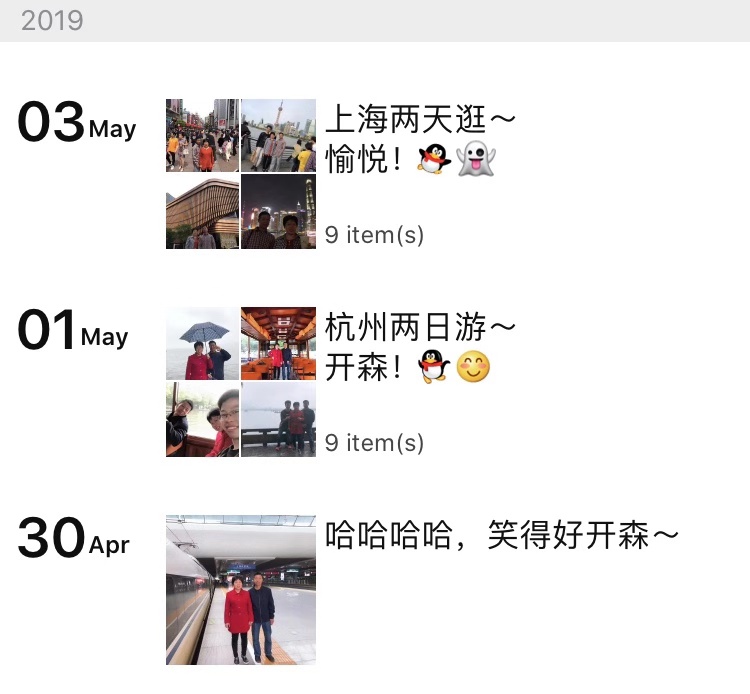 2019
03 May
上海两天逛～
愉悦！🐧👻
9 item(s)
01 May
杭州两日游～
开森！🐧😊
9 item(s)
30 Apr
哈哈哈哈，笑得好开森～